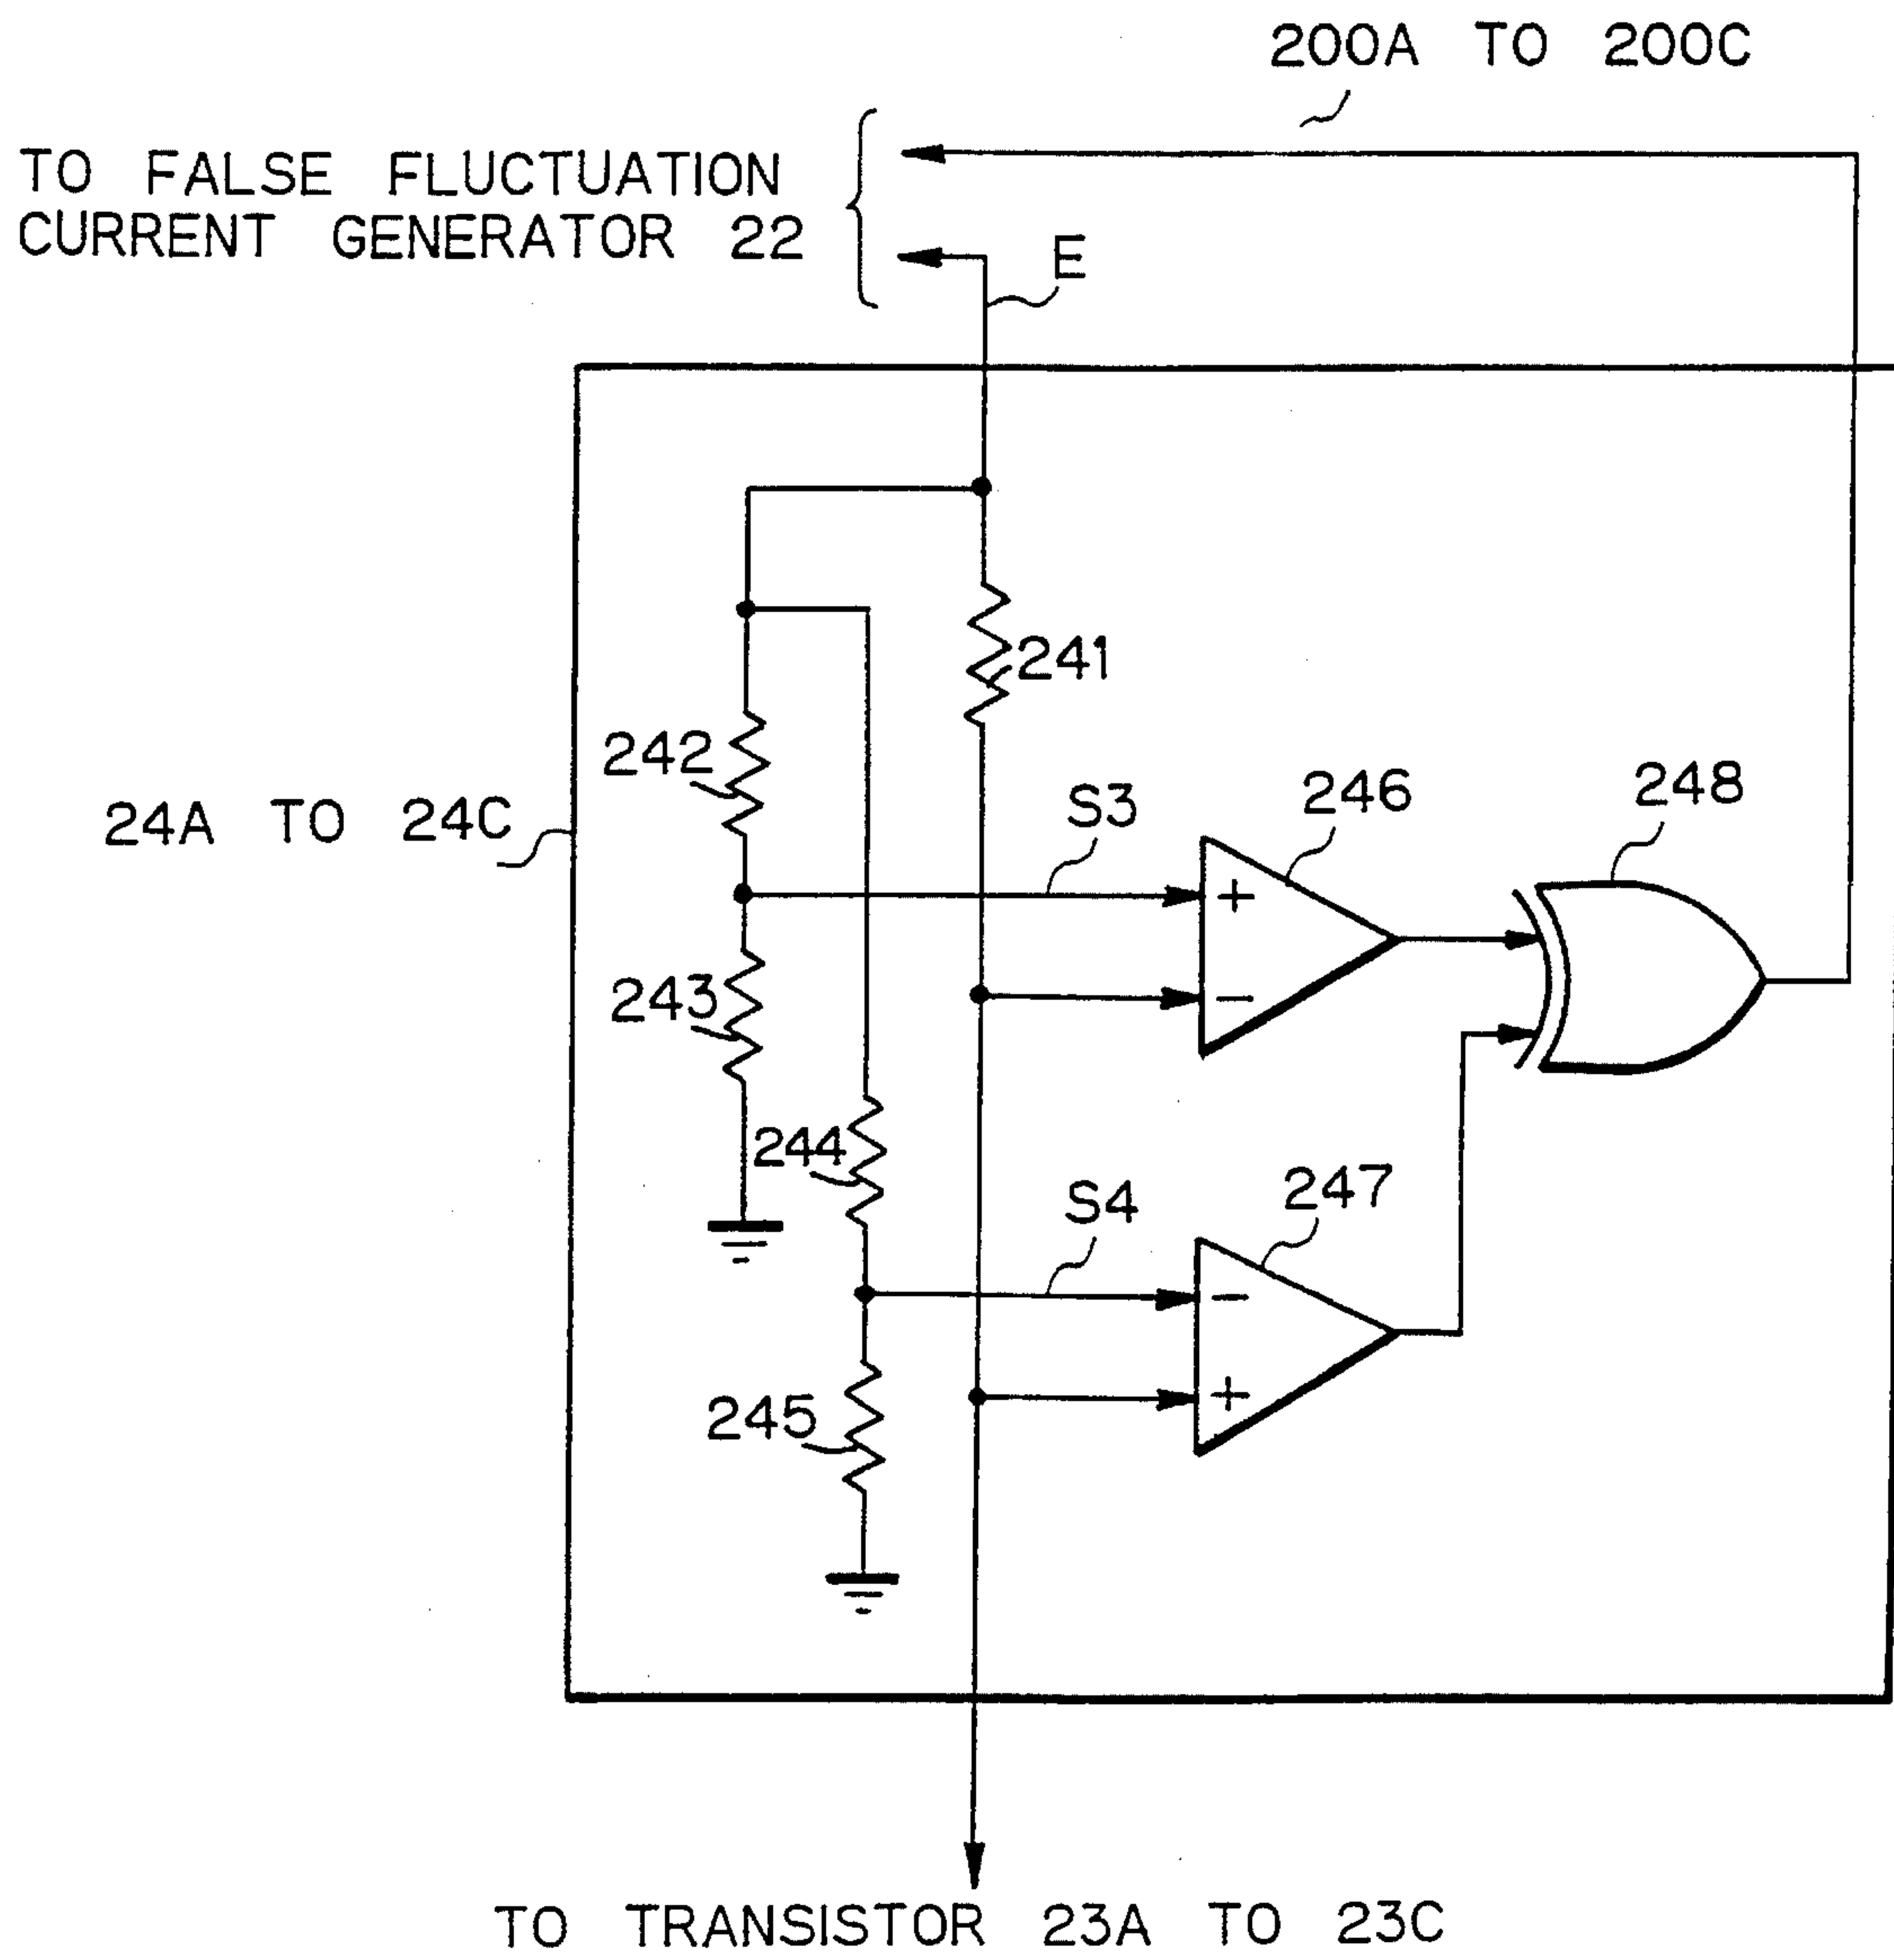 200A TO 200C
TO FALSE FLUCTUATION
CURRENT GENERATOR 22
E
241
242
24A TO 24C
S3
246
248
+
243
−
244
S4
247
−
245
+
TO TRANSISTOR 23A TO 23C